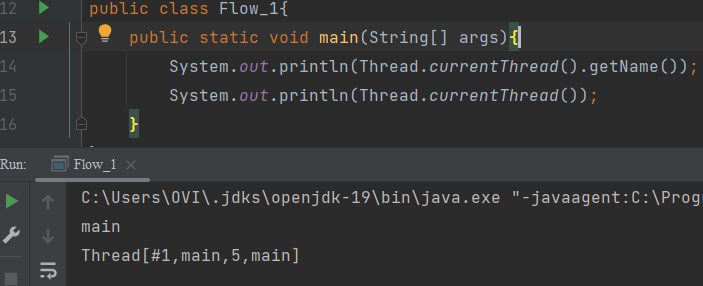 12 public class Flow_1{
13 public static void main(String[] args){
14 System.out.println(Thread.currentThread().getName());
15 System.out.println(Thread.currentThread());
16 }
Run: Flow_1 ×
C:\Users\OVI\.jdks\openjdk-19\bin\java.exe "-javaagent:C:\Prog
main
Thread[#1,main,5,main]